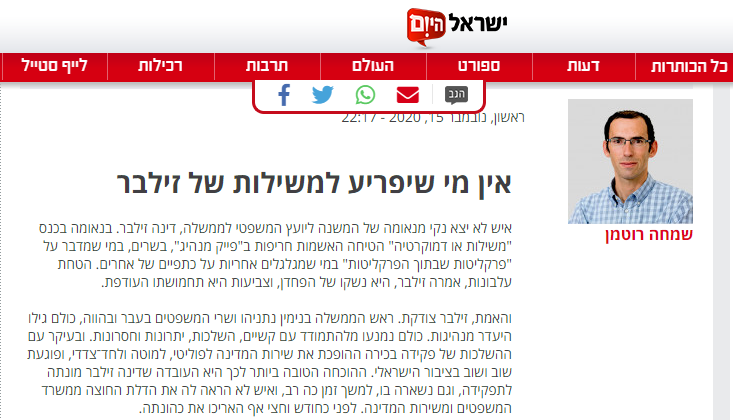 ישראל היום
כל הכותרות דעות ספורט העולם תרבות רכילות לייף סטייל
הגב
ראשון, נובמבר 15, 2020 - 22:17
שמחה רוטמן
אין מי שיפריע למשילות של זילבר
איש לא יצא נקי מנאומה של המשנה ליועץ המשפטי לממשלה, דינה זילבר. בנאומה בכנס
"משילות או דמוקרטיה" הטיחה האשמות חריפות ב"פייק מנהיג", בשרים, במי שמדבר על
"פרקליטות שבתוך הפרקליטות" במי שמגלגלים אחריות על כתפיים של אחרים. הטחת
עלבונות, אמרה זילבר, היא נשקו של הפחדן, וצביעות היא תחמושתו העודפת.
והאמת, זילבר צודקת. ראש הממשלה בנימין נתניהו ושרי המשפטים בעבר ובהווה, כולם גילו
היעדר מנהיגות. כולם נמנעו מלהתמודד עם קשיים, השלכות, יתרונות וחסרונות. ובעיקר עם
ההשלכות של פקידה בכירה ההופכת את שירות המדינה לפוליטי, למוטה ולחד־צדדי, ופוגעת
שוב ושוב בציבור הישראלי. ההוכחה הטובה ביותר לכך היא העובדה שדינה זילבר מונתה
לתפקידה, וגם נשארה בו, למשך זמן כה רב, ואיש לא הראה לה את הדלת החוצה ממשרד
המשפטים ומשירות המדינה. לפני כחודש וחצי אף האריכו את כהונתה.